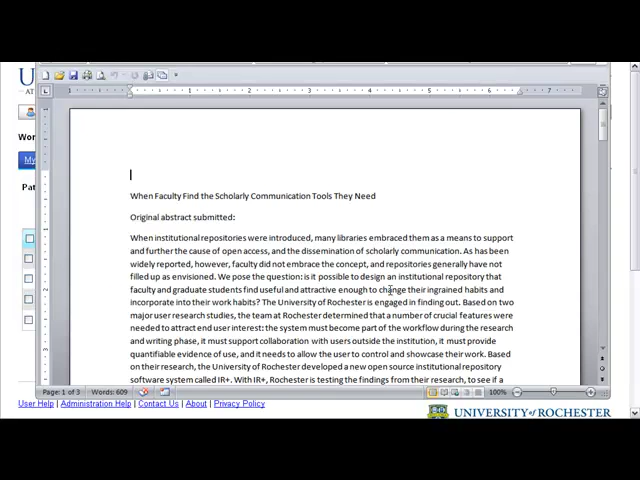 When Faculty Find the Scholarly Communication Tools They Need
Original abstract submitted:
When institutional repositories were introduced, many libraries embraced them as a means to support
and further the cause of open access, and the dissemination of scholarly communication. As has been
widely reported, however, faculty did not embrace the concept, and repositories generally have not
filled up as envisioned. We pose the question: is it possible to design an institutional repository that
faculty and graduate students find useful and attractive enough to change their ingrained habits and
incorporate into their work habits? The University of Rochester is engaged in finding out. Based on two
major user research studies, the team at Rochester determined that a number of crucial features were
needed to attract end user interest: the system must become part of the workflow during the research
and writing phase, it must support collaboration with users outside the institution, it must provide
quantifiable evidence of use, and it needs to allow the user to control and showcase their work. Based
on their research, the University of Rochester developed a new open source institutional repository
software system called IR+. With IR+, Rochester is testing the findings from their research, to see if a
Page: 1 of 3
Words: 609
100%
User Help | Admin Help | Contact Us | About | Privacy Policy
UNIVERSITY of ROCHESTER